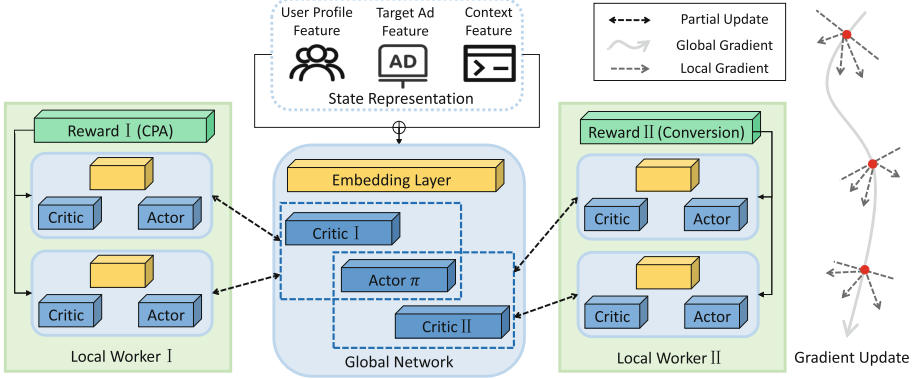 User Profile
Feature
Target Ad
Feature
Context
Feature
AD
State Representation
Partial Update
Global Gradient
Local Gradient
Reward Ⅰ (CPA)
Critic
Actor
Critic
Actor
Local Worker Ⅰ
Embedding Layer
Critic Ⅰ
Actor π
Critic Ⅱ
Global Network
Reward Ⅱ (Conversion)
Critic
Actor
Critic
Actor
Local Worker Ⅱ
Gradient Update